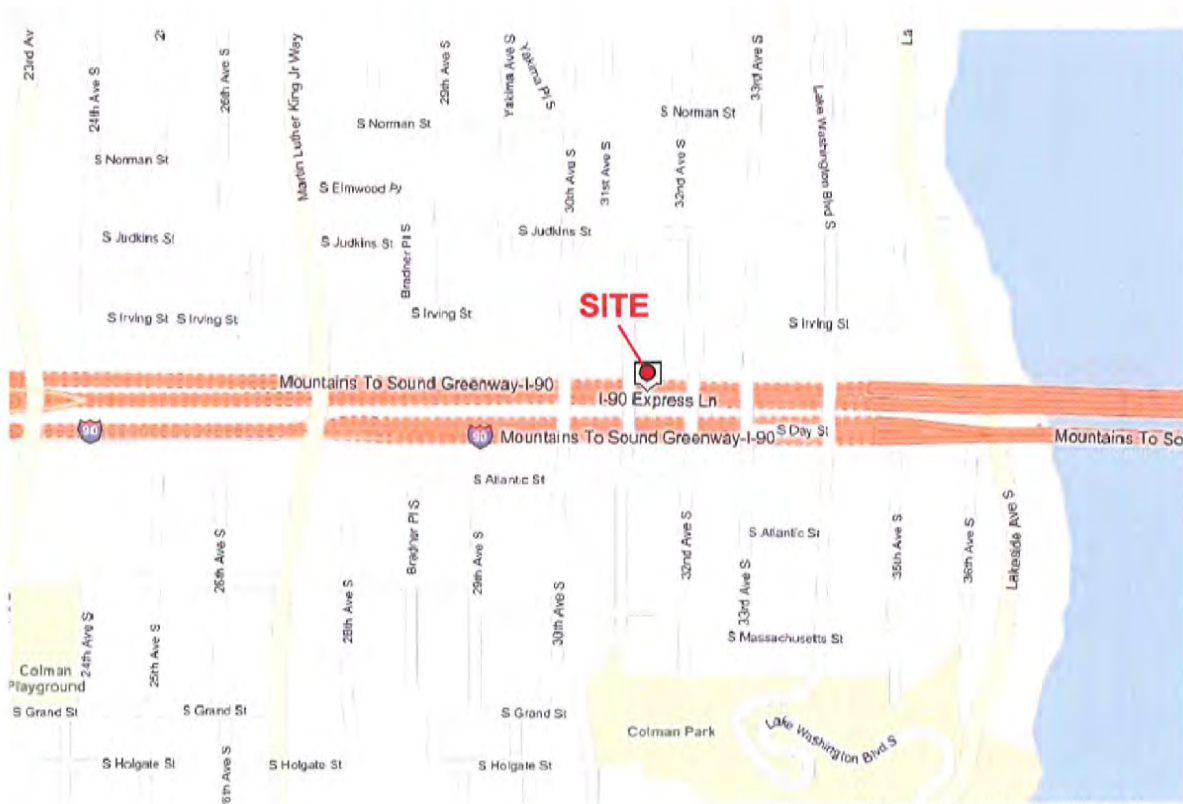 23rd Av
24th Ave S
26th Ave S
Martin Luther King Jr Way
29th Ave S
Yakima Ave S
Yakima Pl S
33rd Ave S
Lake Washington Blvd S
La
S Norman St
S Norman St
S Norman St
30th Ave S
31st Ave S
32nd Ave S
S Elmwood Py
S Judkins St
S Judkins St
Bradner Pl S
S Judkins St
SITE
S Irving St
S Irving St
S Irving St
S Irving St
Mountains To Sound Greenway-I-90
I-90 Express Ln
90
90
Mountains To Sound Greenway-I-90
S Day St
Mountains To So
S Atlantic St
S Atlantic St
26th Ave S
Bradner Pl S
29th Ave S
32nd Ave S
35th Ave S
36th Ave S
Lakeside Ave S
24th Ave S
25th Ave S
28th Ave S
30th Ave S
33rd Ave S
S Massachusetts St
Colman
Playground
S Grand St
S Grand St
S Grand St
Colman Park
Lake Washington Blvd S
S Holgate St
6th Ave S
S Holgate St
S Holgate St